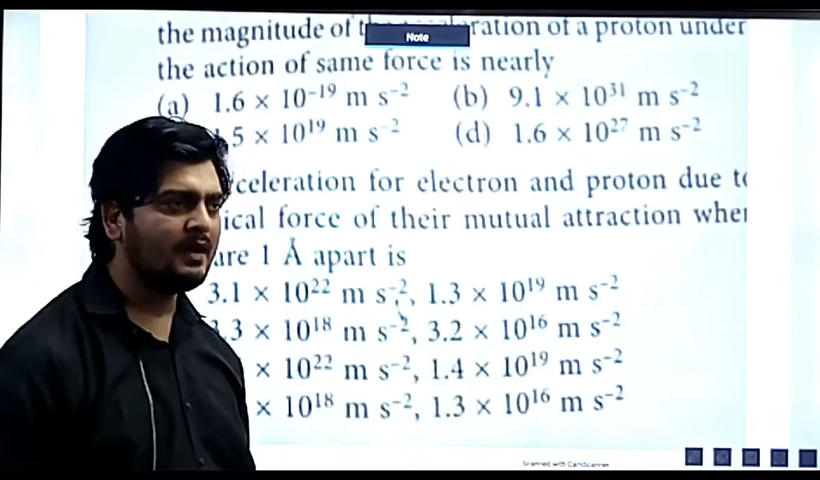 the magnitude of ration of a proton under
Note
the action of same force is nearly
(a) 1.6 × 10⁻¹⁹ m s⁻² (b) 9.1 × 10³¹ m s⁻²
5 × 10¹⁹ m s⁻² (d) 1.6 × 10²⁷ m s⁻²
celeration for electron and proton due to
ical force of their mutual attraction when
are 1 Å apart is
3.1 × 10²² m s⁻², 1.3 × 10¹⁹ m s⁻²
.3 × 10¹⁸ m s⁻², 3.2 × 10¹⁶ m s⁻²
× 10²² m s⁻², 1.4 × 10¹⁹ m s⁻²
× 10¹⁸ m s⁻², 1.3 × 10¹⁶ m s⁻²
Scanned with CamScanner